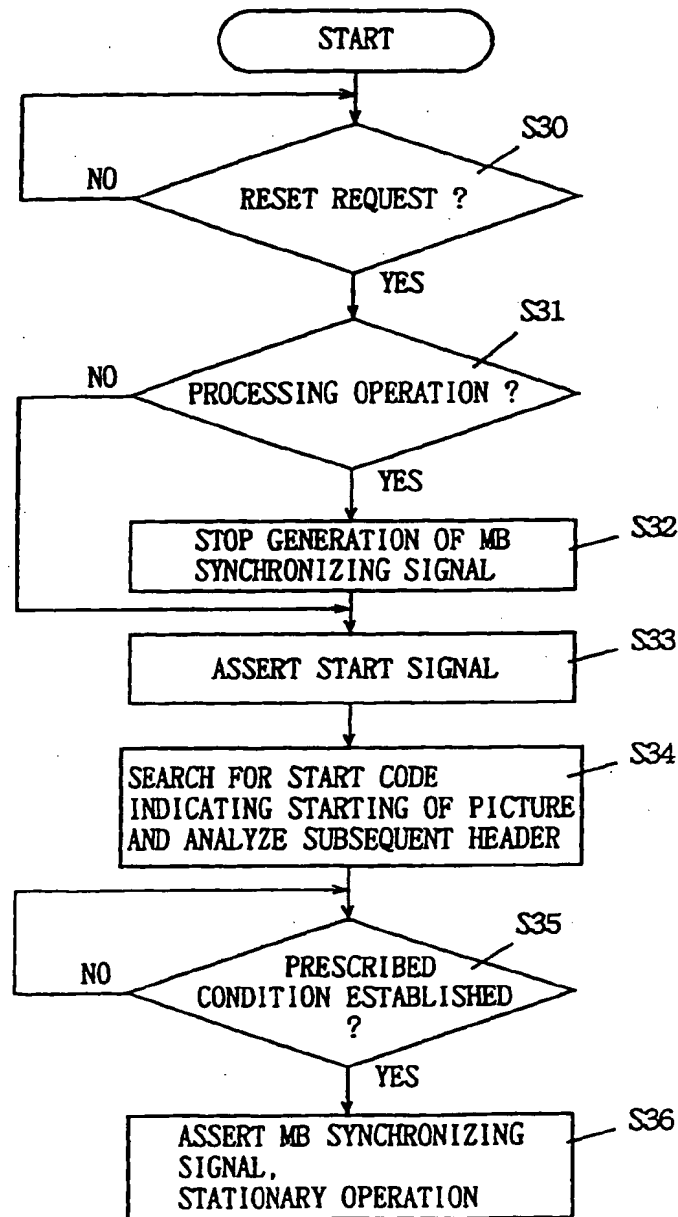 START
S30
NO
RESET REQUEST ?
YES
S31
NO
PROCESSING OPERATION ?
YES
S32
STOP GENERATION OF MB
SYNCHRONIZING SIGNAL
S33
ASSERT START SIGNAL
S34
SEARCH FOR START CODE
INDICATING STARTING OF PICTURE
AND ANALYZE SUBSEQUENT HEADER
S35
NO
PRESCRIBED
CONDITION ESTABLISHED
?
YES
S36
ASSERT MB SYNCHRONIZING
SIGNAL,
STATIONARY OPERATION